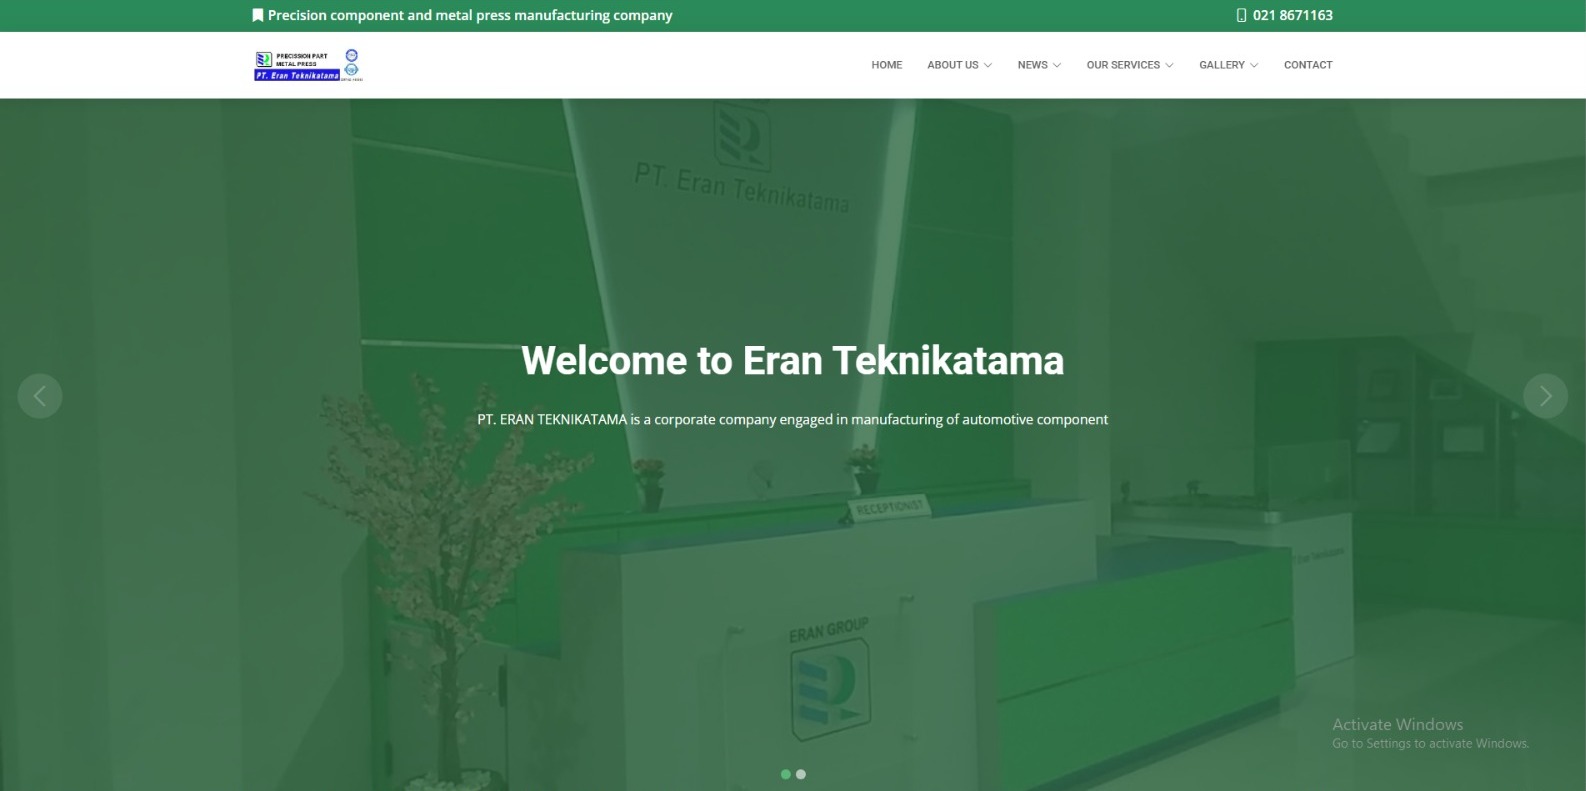 Precision component and metal press manufacturing company
021 8671163
PRECISSION PART
METAL PRESS
PT. Eran Teknikatama
HOME
ABOUT US
NEWS
OUR SERVICES
GALLERY
CONTACT
PT. Eran Teknikatama
Welcome to Eran Teknikatama
PT. ERAN TEKNIKATAMA is a corporate company engaged in manufacturing of automotive component
RECEPTIONIST
PT Eran Teknikatama
ERAN GROUP
Activate Windows
Go to Settings to activate Windows.